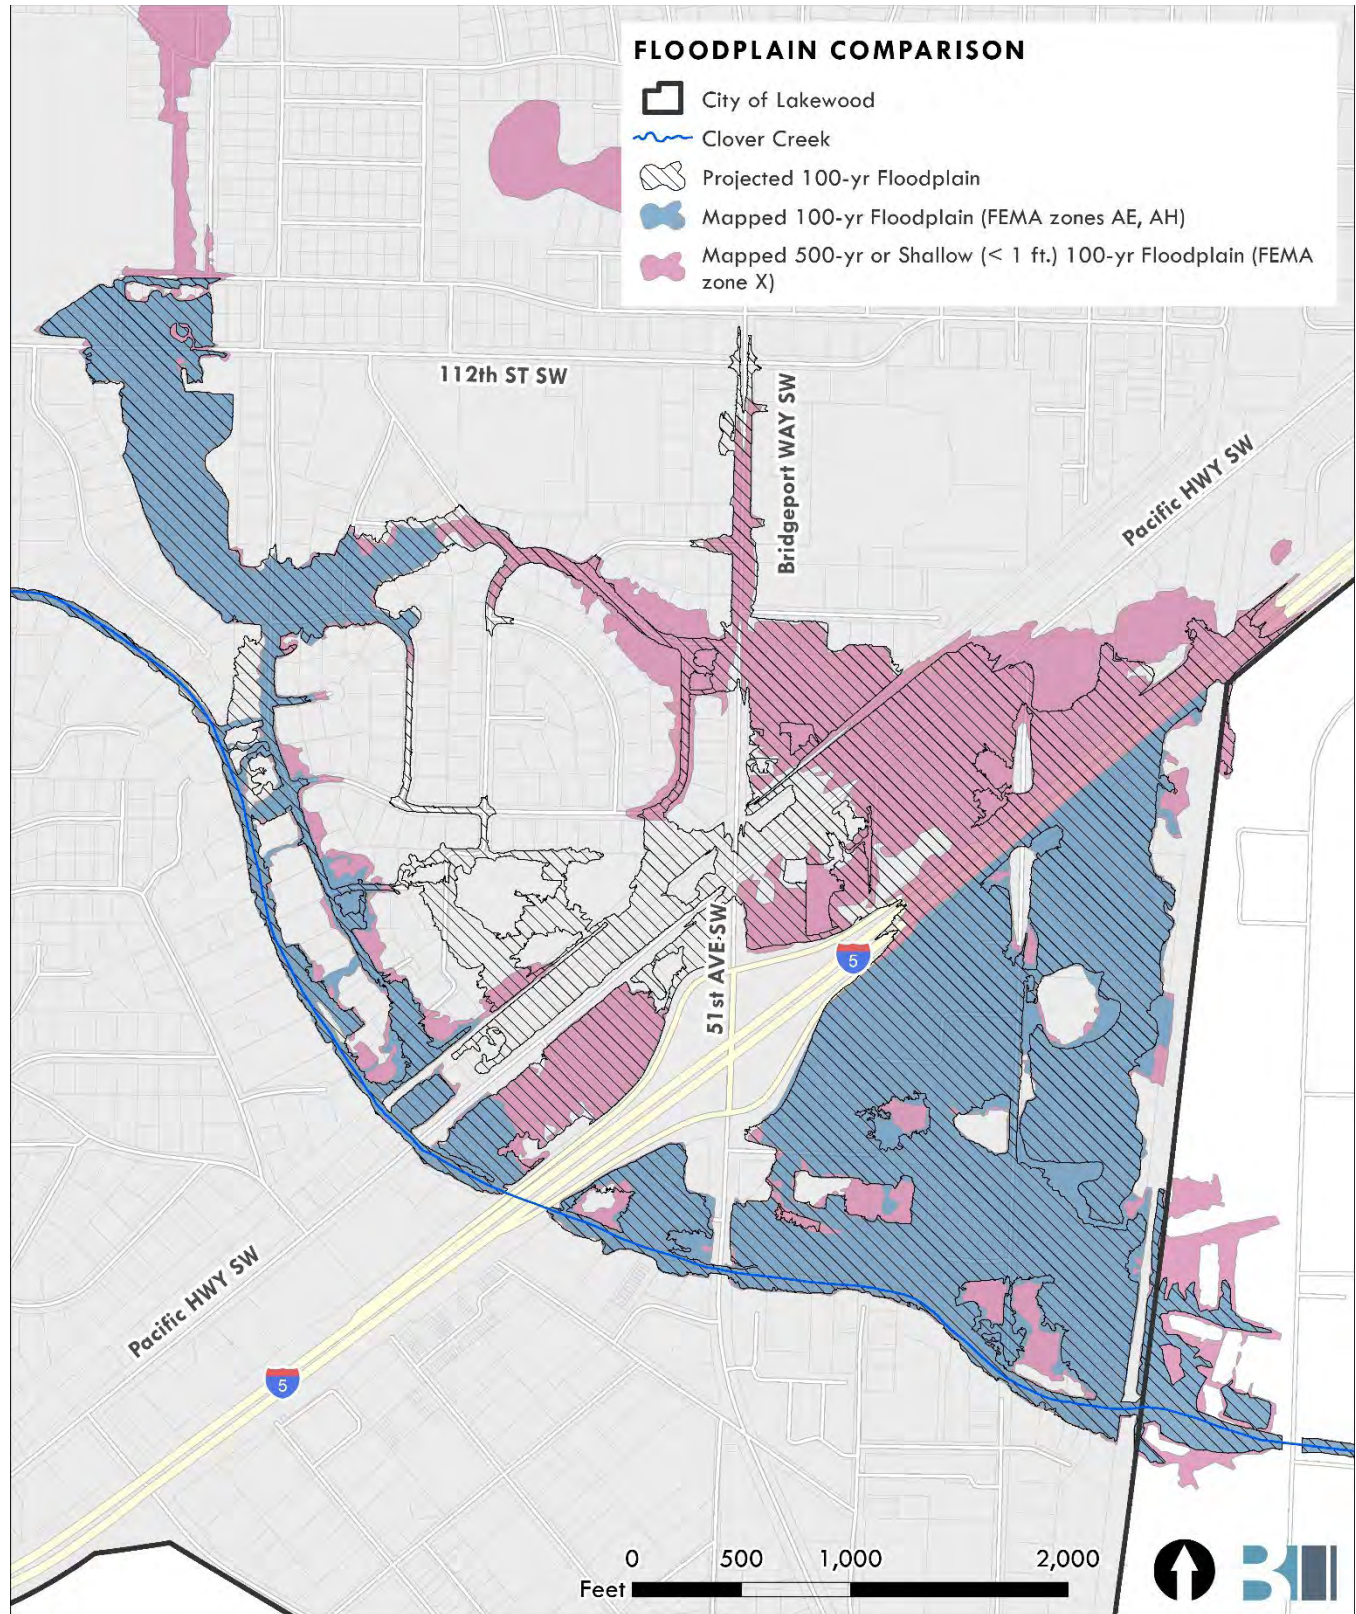 FLOODPLAIN COMPARISON
City of Lakewood
Clover Creek
Projected 100-yr Floodplain
Mapped 100-yr Floodplain (FEMA zones AE, AH)
Mapped 500-yr or Shallow (< 1 ft.) 100-yr Floodplain (FEMA
zone X)
112th ST SW
Bridgeport WAY SW
Pacific HWY SW
51st AVE SW
5
Pacific HWY SW
5
0 500 1,000 2,000
Feet